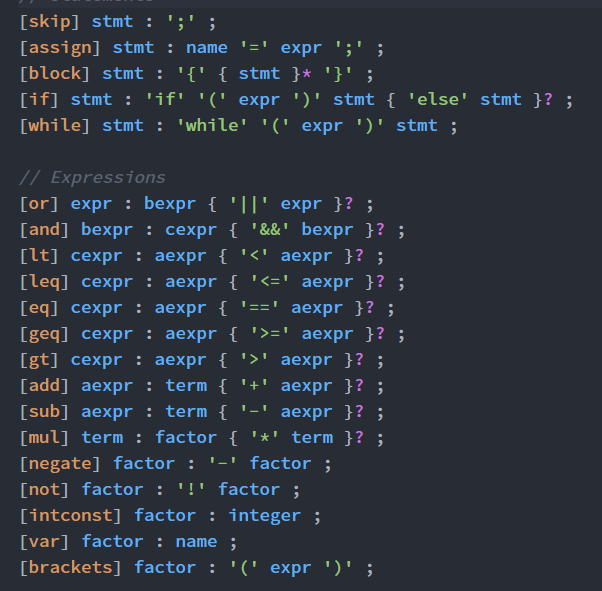 // Statements
[skip] stmt : ';' ;
[assign] stmt : name '=' expr ';' ;
[block] stmt : '{' { stmt }* '}' ;
[if] stmt : 'if' '(' expr ')' stmt { 'else' stmt }? ;
[while] stmt : 'while' '(' expr ')' stmt ;

// Expressions
[or] expr : bexpr { '||' expr }? ;
[and] bexpr : cexpr { '&&' bexpr }? ;
[lt] cexpr : aexpr { '<' aexpr }? ;
[leq] cexpr : aexpr { '<=' aexpr }? ;
[eq] cexpr : aexpr { '==' aexpr }? ;
[geq] cexpr : aexpr { '>=' aexpr }? ;
[gt] cexpr : aexpr { '>' aexpr }? ;
[add] aexpr : term { '+' aexpr }? ;
[sub] aexpr : term { '-' aexpr }? ;
[mul] term : factor { '*' term }? ;
[negate] factor : '-' factor ;
[not] factor : '!' factor ;
[intconst] factor : integer ;
[var] factor : name ;
[brackets] factor : '(' expr ')' ;